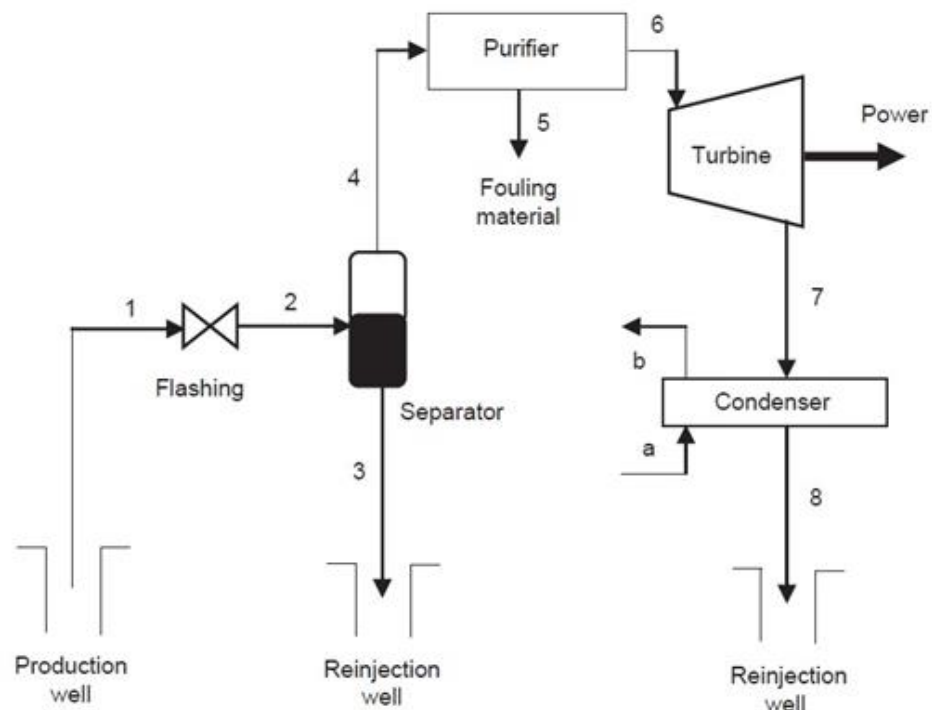 6
Purifier
Power
5
Turbine
4
Fouling
material
7
1
2
b
Flashing
Condenser
Separator
a
3
8
Production
well
Reinjection
well
Reinjection
well